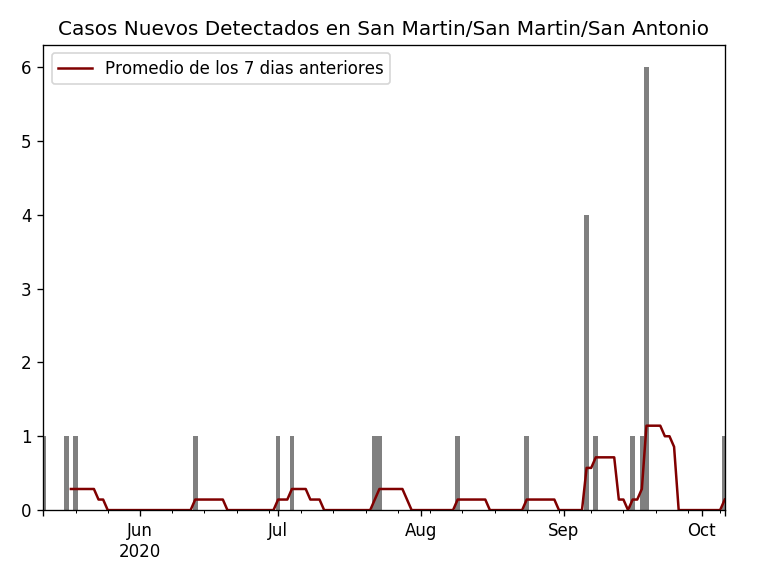 Casos Nuevos Detectados en San Martin/San Martin/San Antonio
Promedio de los 7 dias anteriores
6
5
4
3
2
1
0
Jun
2020
Jul
Aug
Sep
Oct